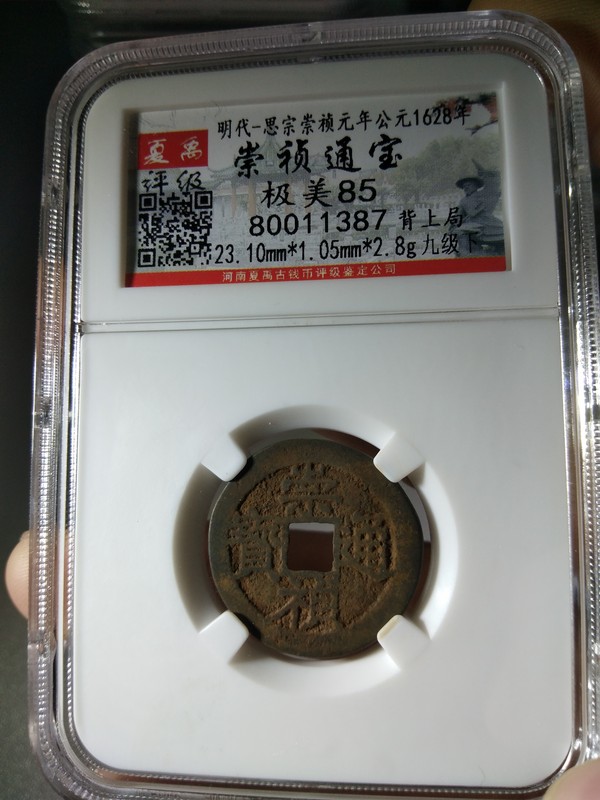 明代-思宗崇祯元年公元1628年
夏禹
评级
崇祯通宝
极美85
80011387 背上局
23.10mm*1.05mm*2.8g 九级下
河南夏禹古钱币评级鉴定公司
崇
寶 通
禎